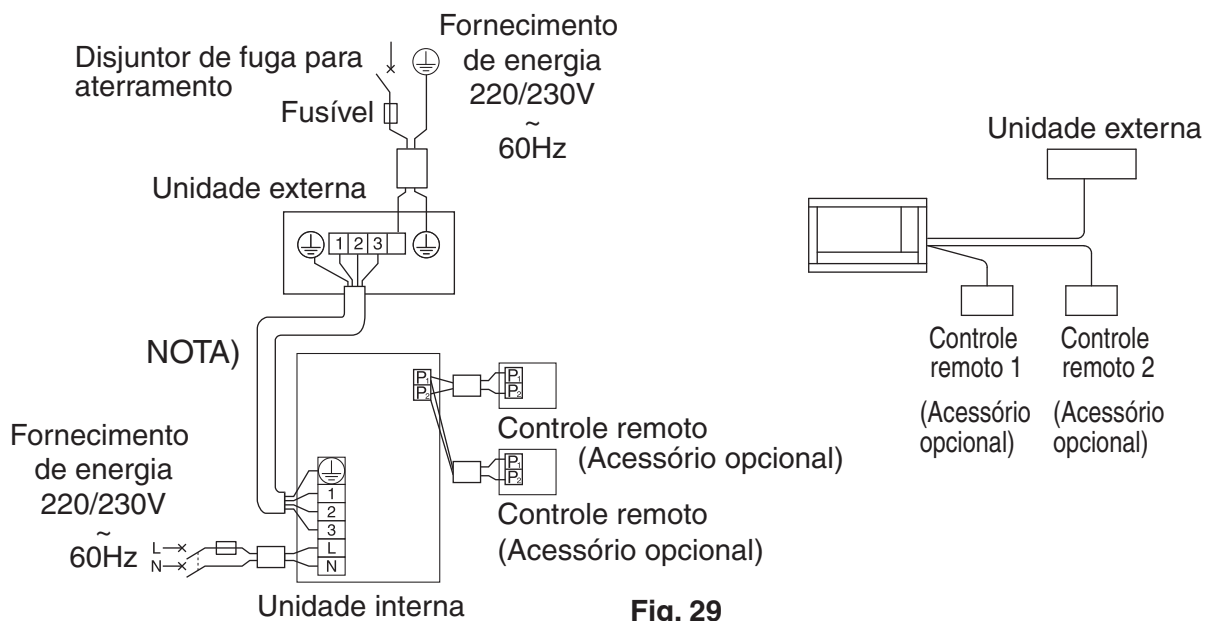 Fornecimento
de energia
220/230V
~
60Hz
Disjuntor de fuga para
aterramento
Fusível
Unidade externa
1 2 3
NOTA)
P1
P2
P1
P2
Controle remoto
(Acessório opcional)
P1
P2
Controle remoto
(Acessório opcional)
Fornecimento
de energia
220/230V
~
60Hz
L
N
1
2
3
L
N
Unidade interna
Unidade externa
Controle
remoto 1
(Acessório
opcional)
Controle
remoto 2
(Acessório
opcional)
Fig. 29